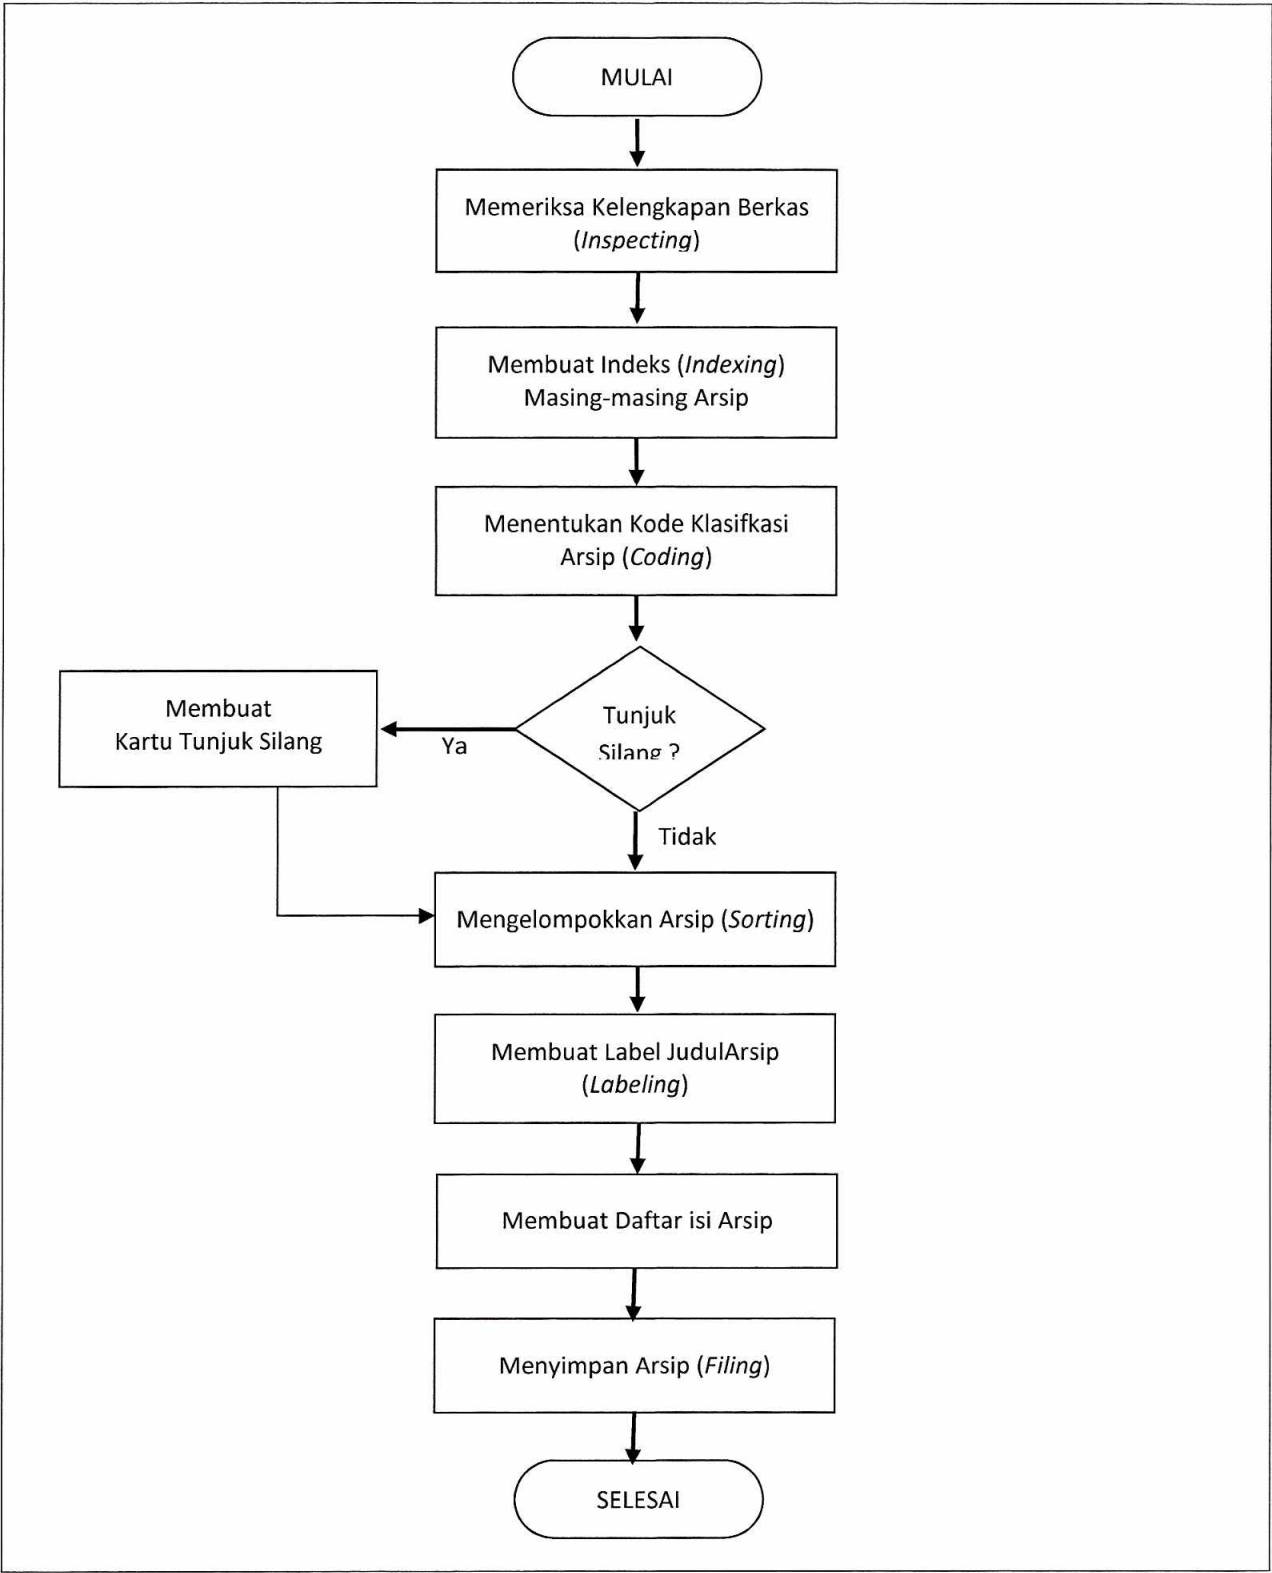 MULAI
Memeriksa Kelengkapan Berkas
(Inspecting)
Membuat Indeks (Indexing)
Masing-masing Arsip
Menentukan Kode Klasifkasi
Arsip (Coding)
Tunjuk
Silang ?
Ya
Membuat
Kartu Tunjuk Silang
Tidak
Mengelompokkan Arsip (Sorting)
Membuat Label JudulArsip
(Labeling)
Membuat Daftar isi Arsip
Menyimpan Arsip (Filing)
SELESAI